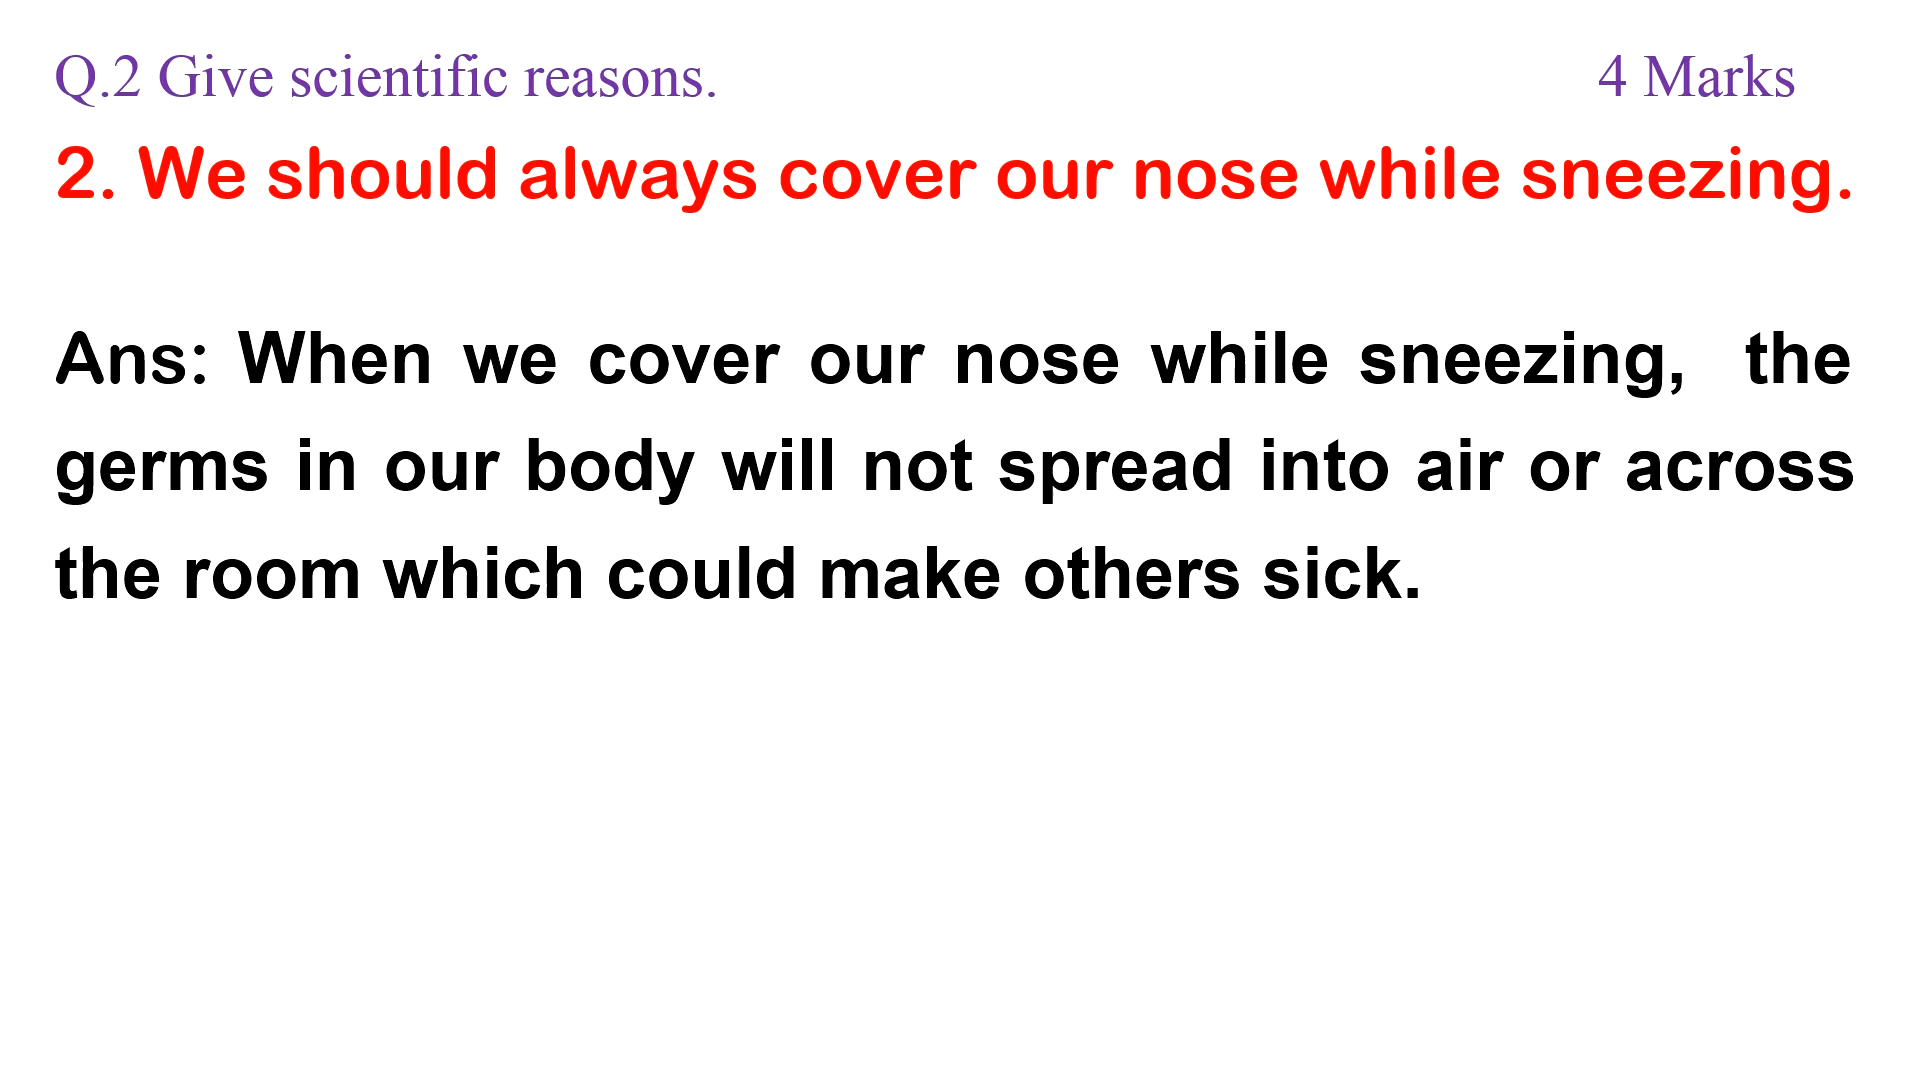 Q.2 Give scientific reasons. 4 Marks
2. We should always cover our nose while sneezing.
Ans: When we cover our nose while sneezing, the
germs in our body will not spread into air or across
the room which could make others sick.